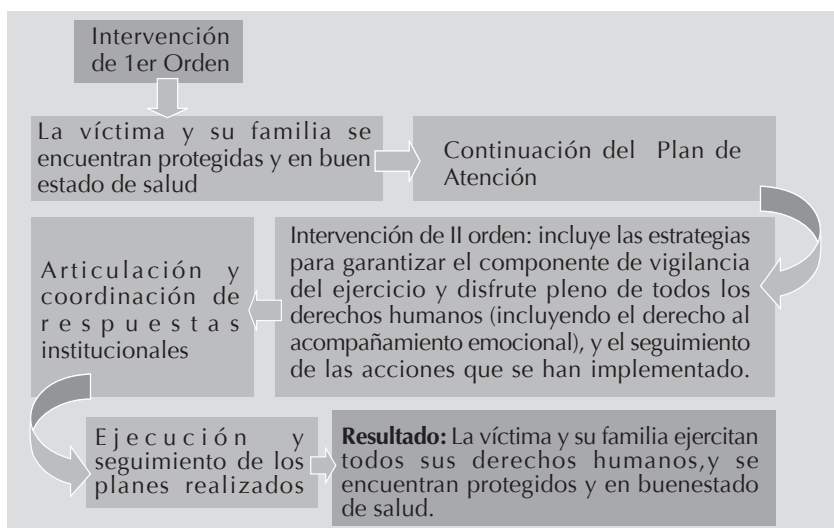 Intervención
de 1er Orden
La víctima y su familia se
encuentran protegidas y en buen
estado de salud
Continuación del Plan de
Atención
Intervención de II orden: incluye las estrategias
para garantizar el componente de vigilancia
del ejercicio y disfrute pleno de todos los
derechos humanos (incluyendo el derecho al
acompañamiento emocional), y el seguimiento
de las acciones que se han implementado.
Articulación y
coordinación de
respuestas
institucionales
Ejecución y
seguimiento de los
planes realizados
Resultado: La víctima y su familia ejercitan
todos sus derechos humanos,y se
encuentran protegidos y en buenestado
de salud.